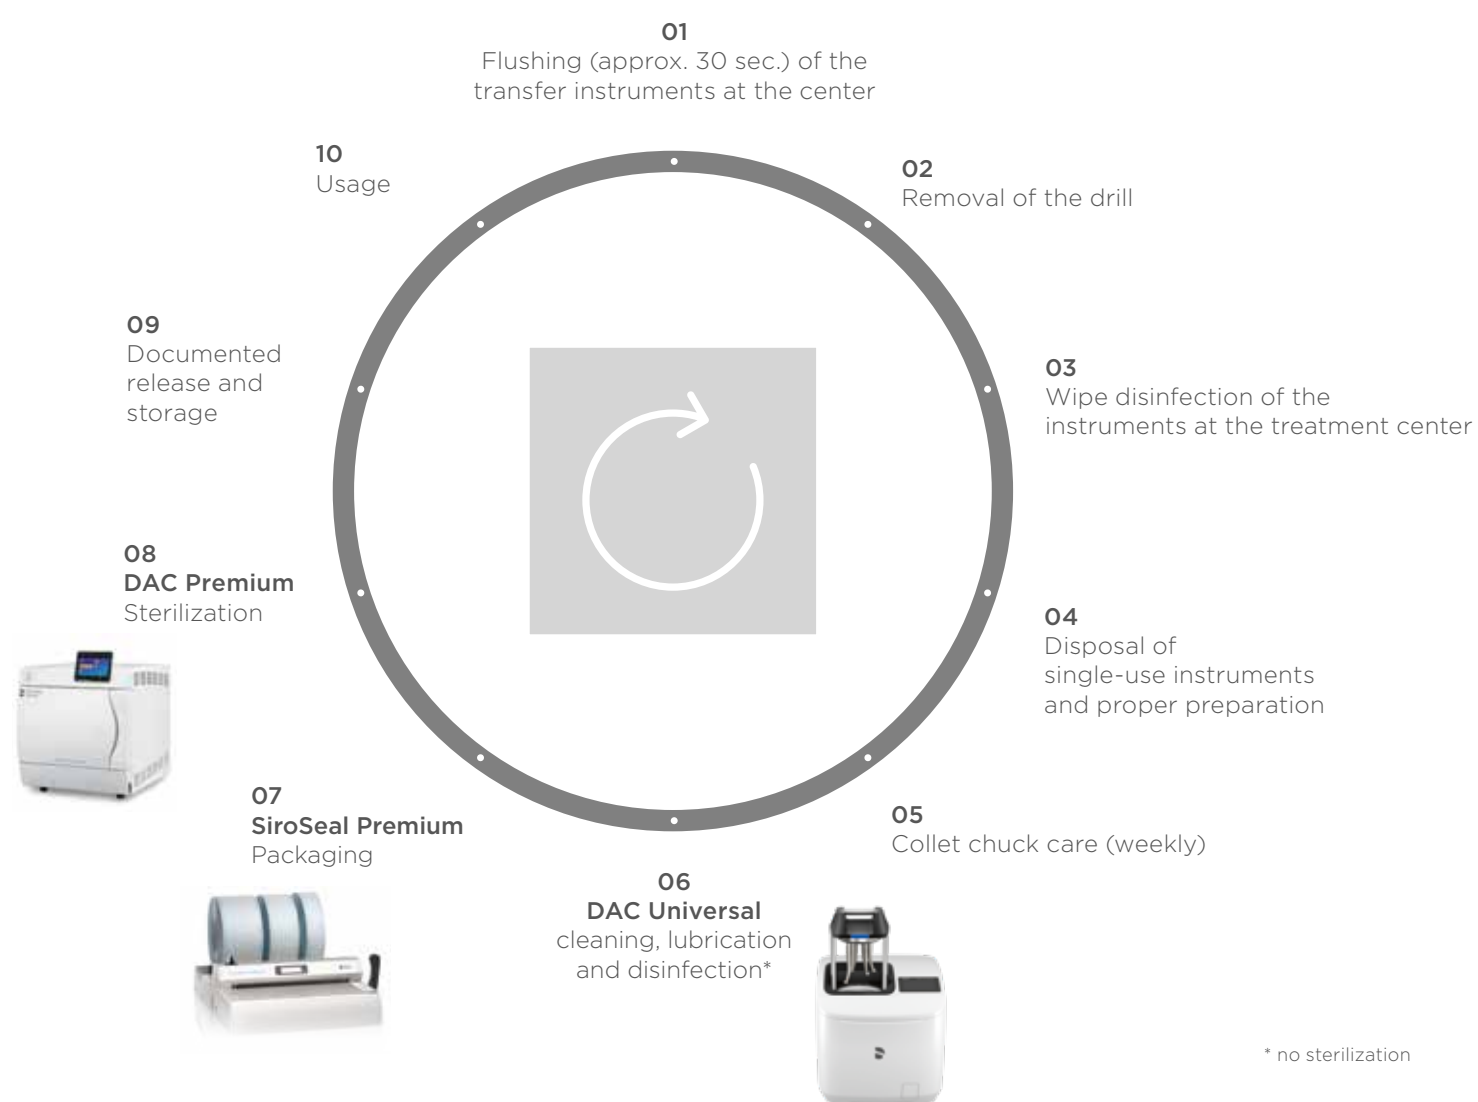 01
Flushing (approx. 30 sec.) of the
transfer instruments at the center
02
Removal of the drill
03
Wipe disinfection of the
instruments at the treatment center
04
Disposal of
single-use instruments
and proper preparation
05
Collet chuck care (weekly)
06
DAC Universal
cleaning, lubrication
and disinfection*
07
SiroSeal Premium
Packaging
08
DAC Premium
Sterilization
09
Documented
release and
storage
10
Usage
* no sterilization